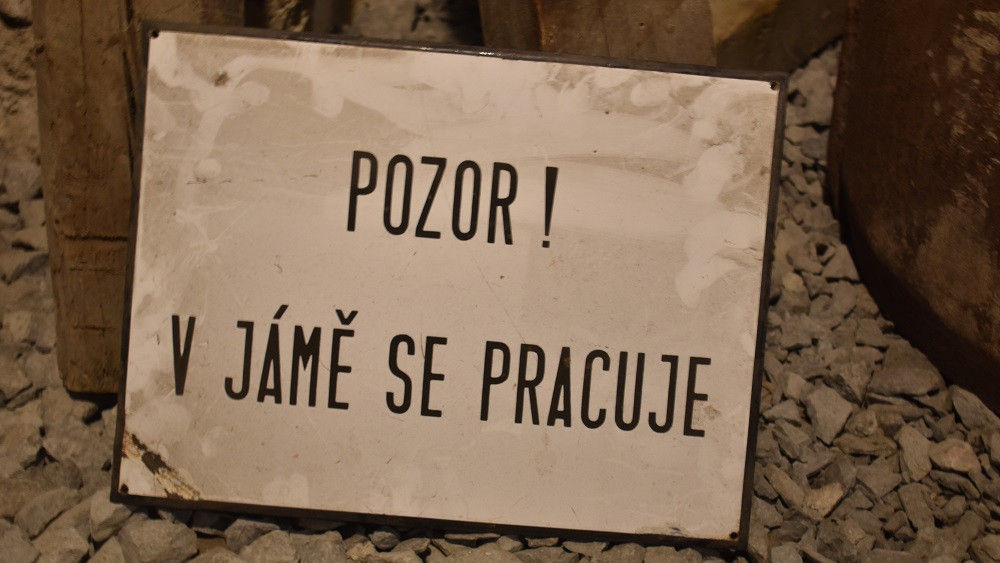 POZOR !
V JÁMĚ SE PRACUJE